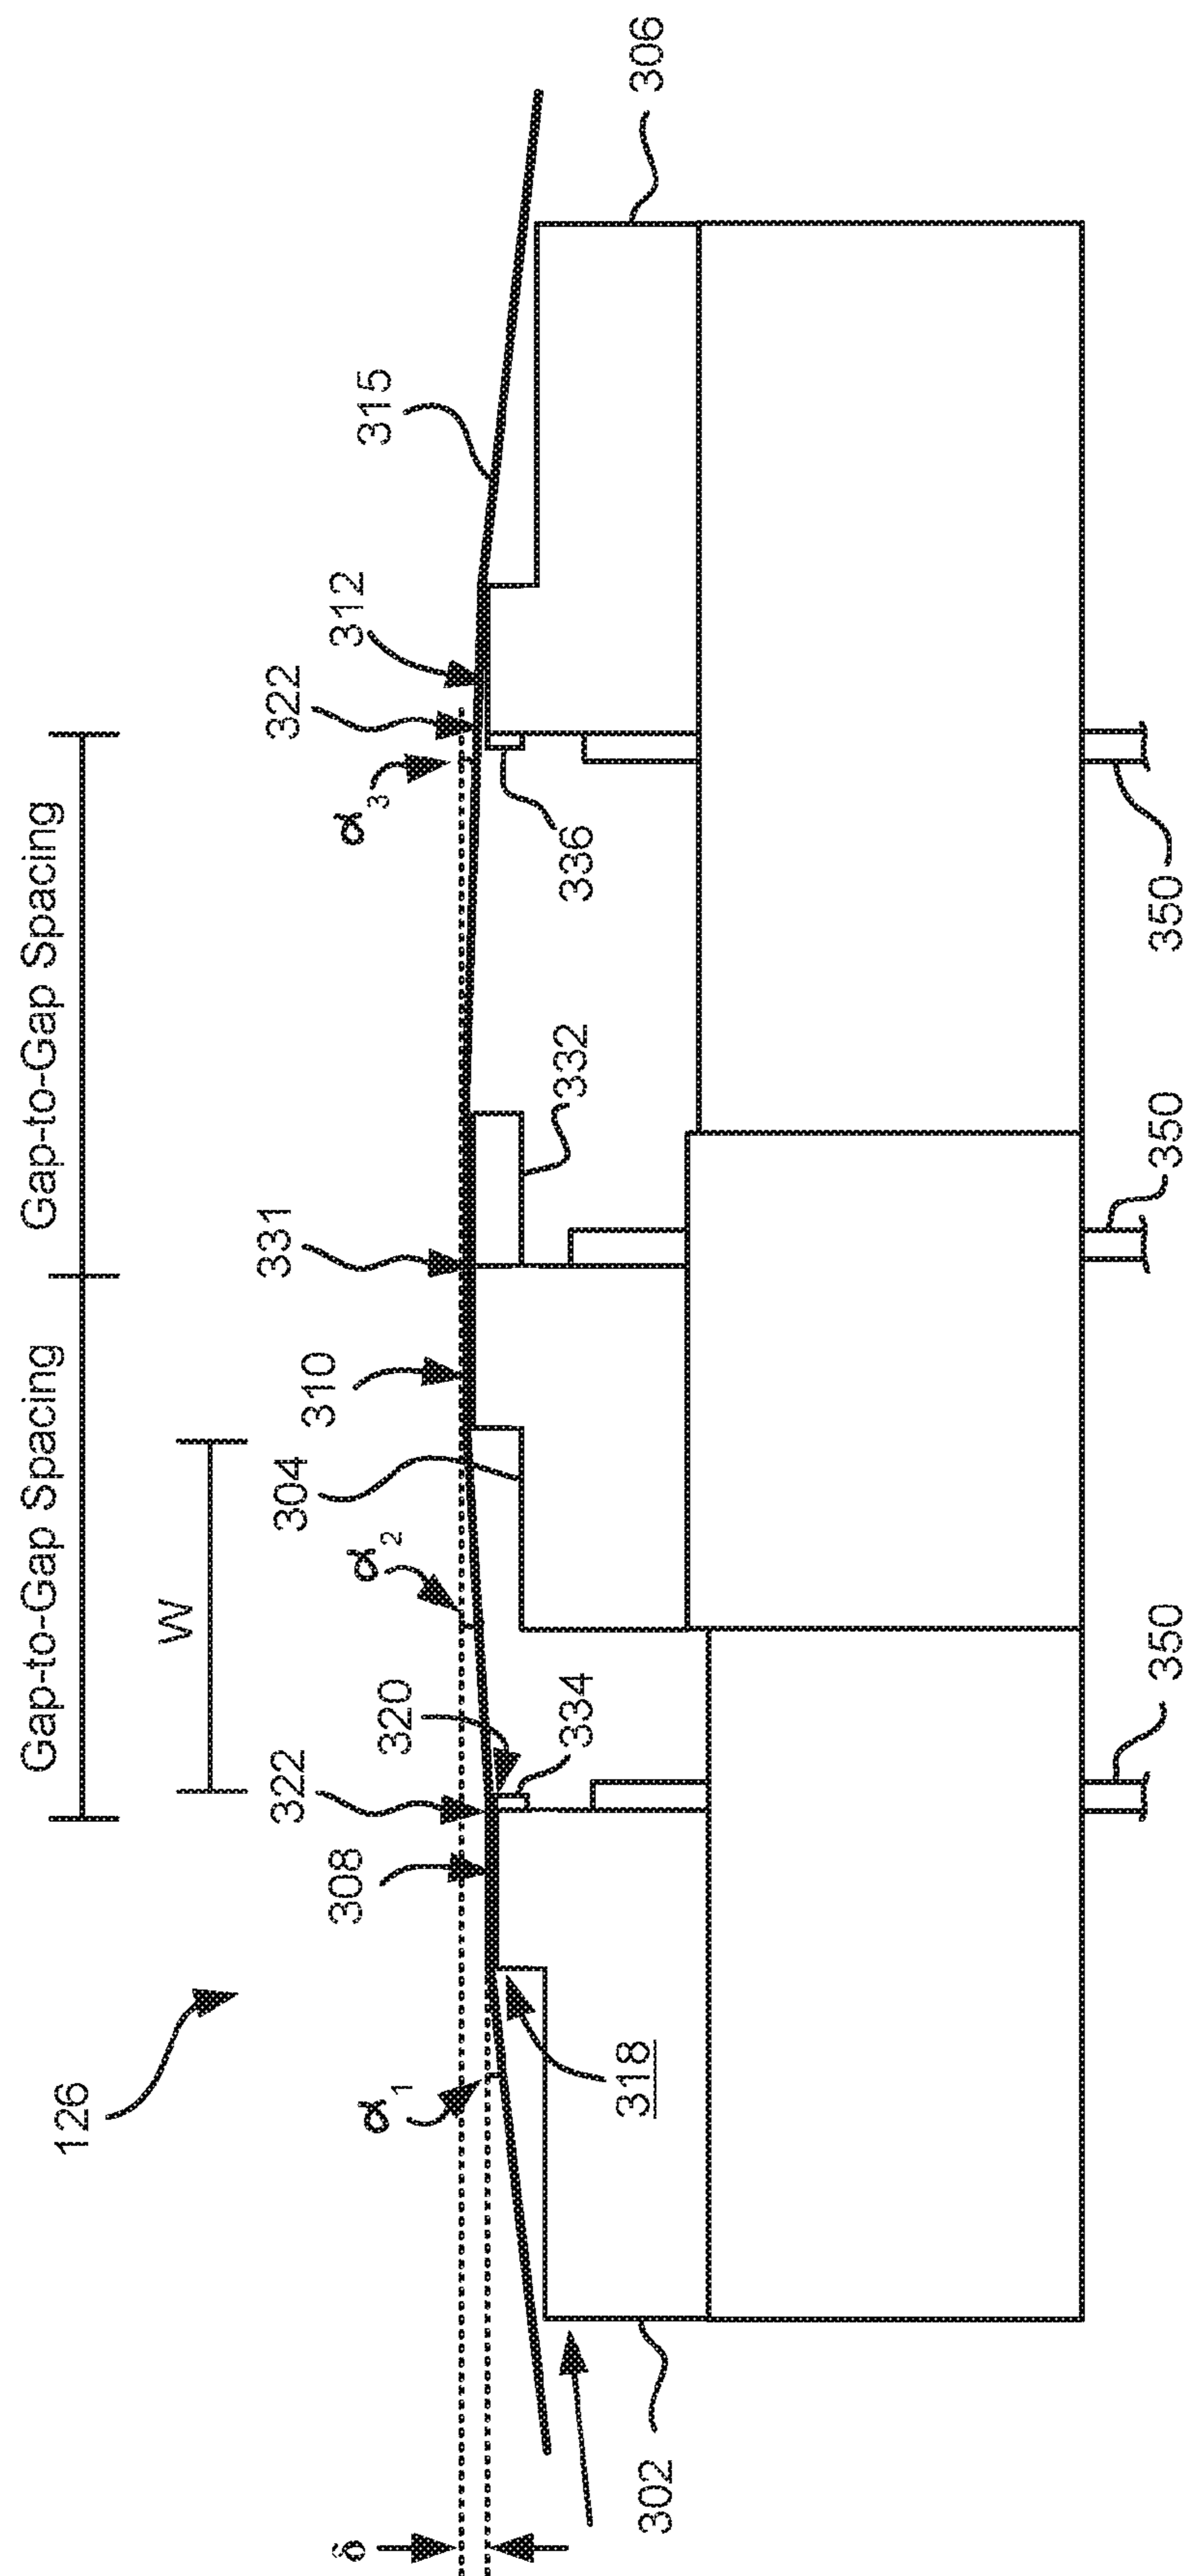 Gap-to-Gap Spacing
Gap-to-Gap Spacing
W
126
α1
308
322
320
α2
304
310
331
α3
322
312
315
δ
318
334
332
336
302
306
350
350
350